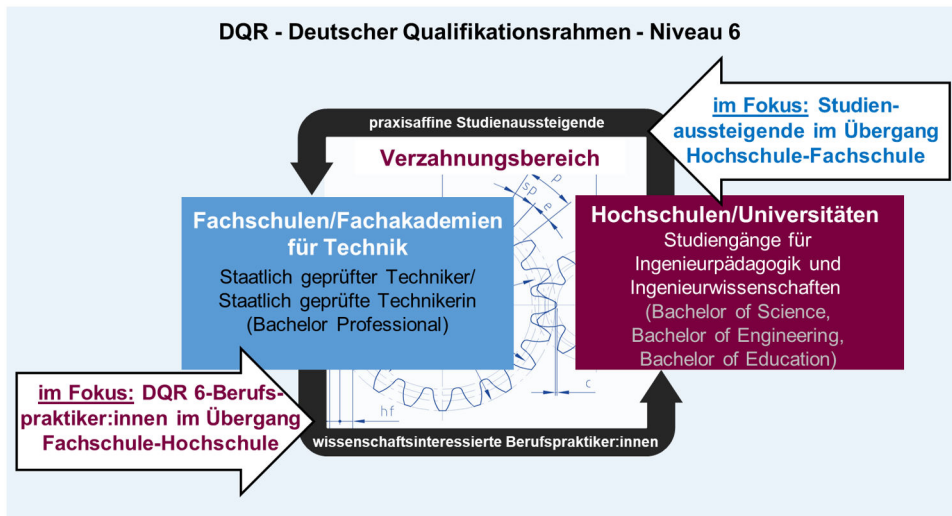 DQR - Deutscher Qualifikationsrahmen - Niveau 6
im Fokus: Studien-
aussteigende im Übergang
Hochschule-Fachschule
praxisaffine Studienaussteigende
Verzahnungsbereich
p
sp
e
Fachschulen/Fachakademien
für Technik
Staatlich geprüfter Techniker/
Staatlich geprüfte Technikerin
(Bachelor Professional)
Hochschulen/Universitäten
Studiengänge für
Ingenieurpädagogik und
Ingenieurwissenschaften
(Bachelor of Science,
Bachelor of Engineering,
Bachelor of Education)
im Fokus: DQR 6-Berufs-
praktiker:innen im Übergang
Fachschule-Hochschule
hf
c
wissenschaftsinteressierte Berufspraktiker:innen